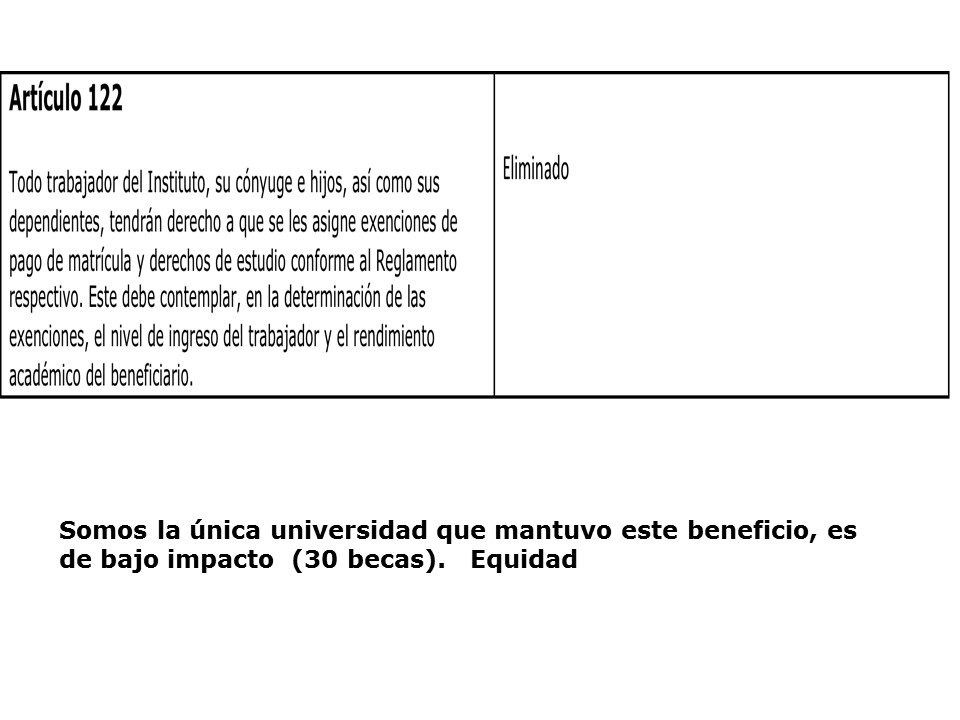 Artículo 122
Todo trabajador del Instituto, su cónyuge e hijos, así como sus
dependientes, tendrán derecho a que se les asigne exenciones de
pago de matrícula y derechos de estudio conforme al Reglamento
respectivo. Este debe contemplar, en la determinación de las
exenciones, el nivel de ingreso del trabajador y el rendimiento
académico del beneficiario.
Eliminado
Somos la única universidad que mantuvo este beneficio, es
de bajo impacto (30 becas). Equidad